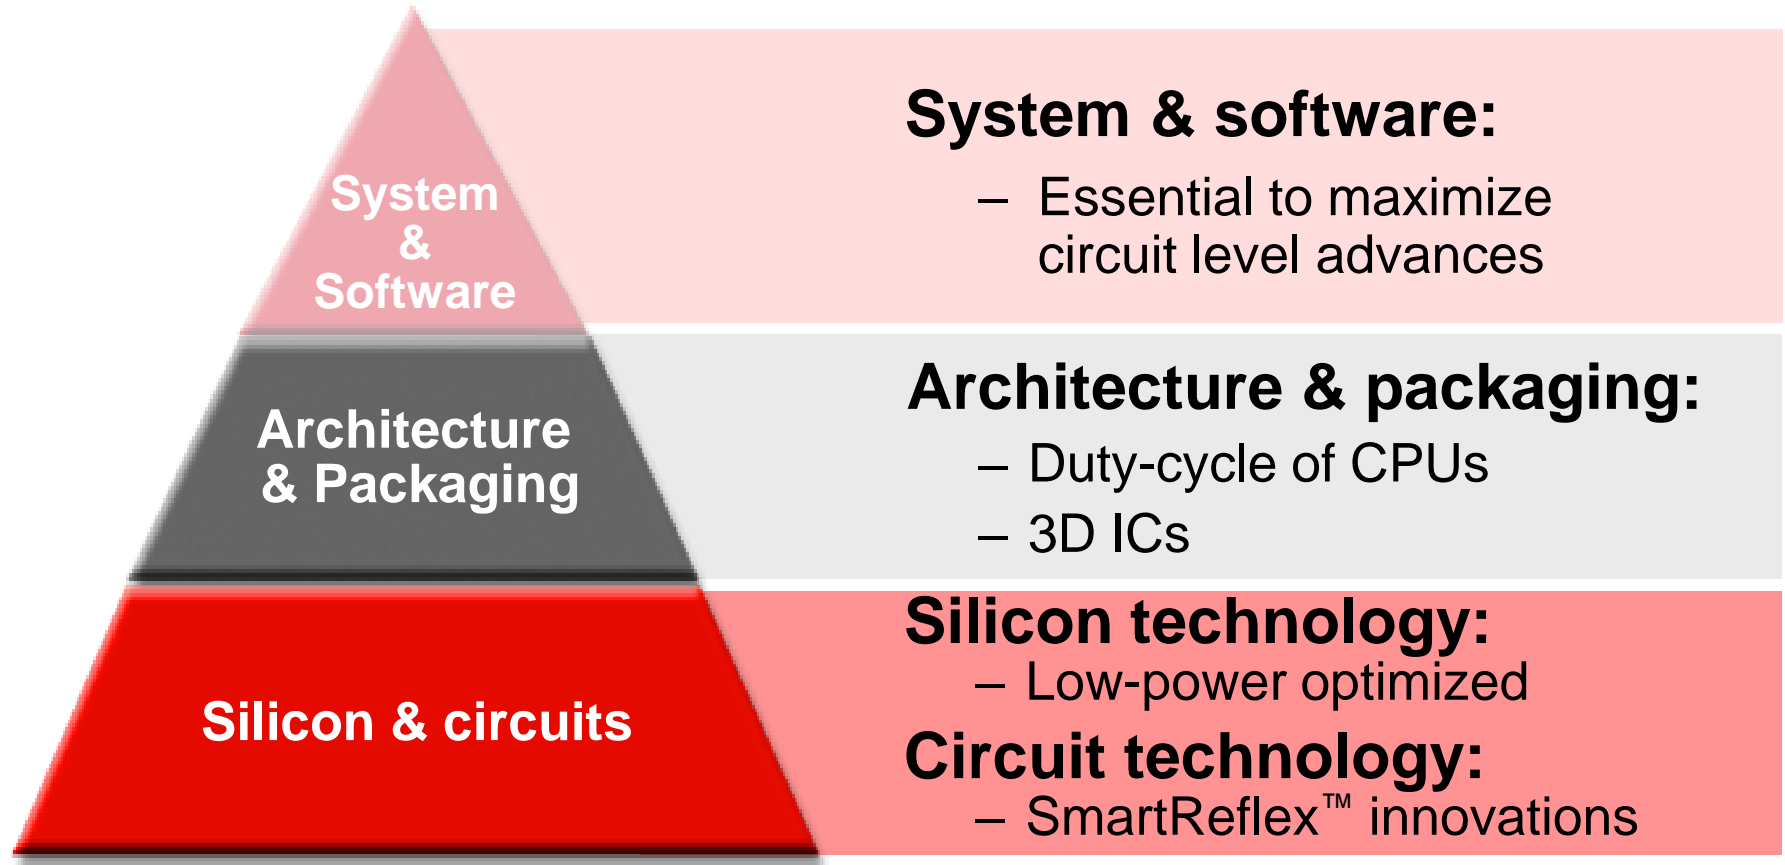 System
&
Software
System & software:
– Essential to maximize
circuit level advances
Architecture
& Packaging
Architecture & packaging:
– Duty-cycle of CPUs
– 3D ICs
Silicon & circuits
Silicon technology:
– Low-power optimized
Circuit technology:
– SmartReflex™ innovations